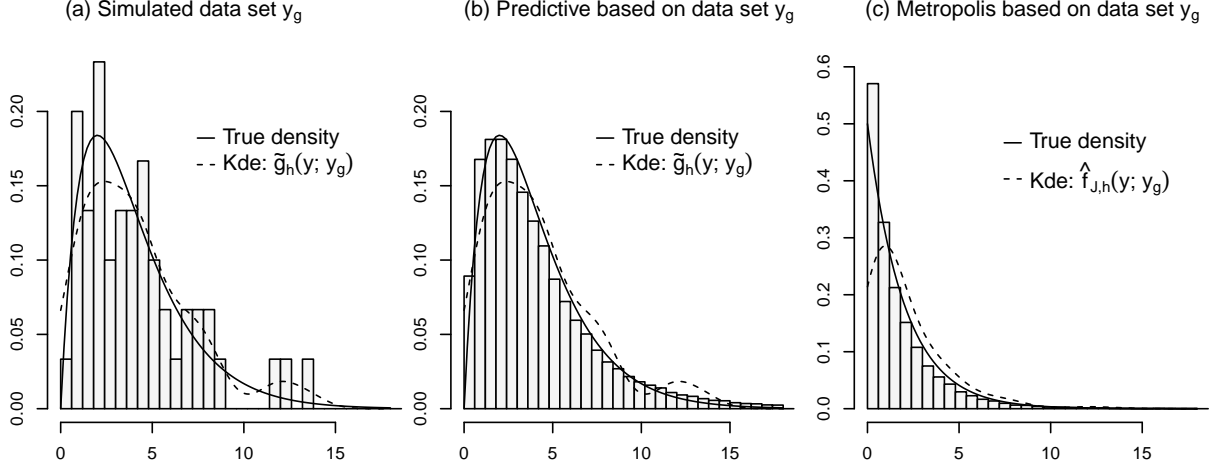 (a) Simulated data set y_g
(b) Predictive based on data set y_g
(c) Metropolis based on data set y_g
0.00 0.05 0.10 0.15 0.20
True density
Kde: g̃_h(y; y_g)
0 5 10 15
0.00 0.05 0.10 0.15 0.20
True density
Kde: g̃_h(y; y_g)
0 5 10 15
0.0 0.1 0.2 0.3 0.4 0.5 0.6
True density
Kde: f̂_J,h(y; y_g)
0 5 10 15